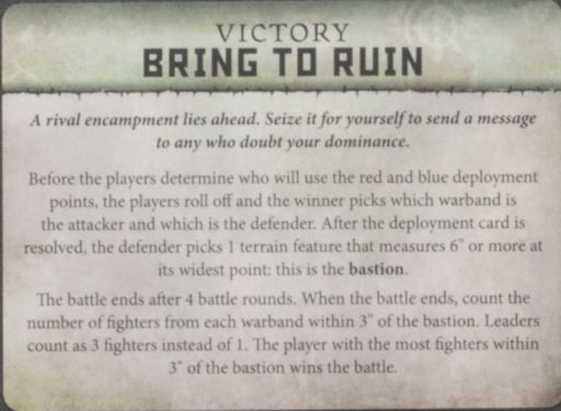 VICTORY
BRING TO RUIN
A rival encampment lies ahead. Seize it for yourself to send a message
to any who doubt your dominance.
Before the players determine who will use the red and blue deployment
points, the players roll off and the winner picks which warband is
the attacker and which is the defender. After the deployment card is
resolved, the defender picks 1 terrain feature that measures 6" or more at
its widest point: this is the bastion.
The battle ends after 4 battle rounds. When the battle ends, count the
number of fighters from each warband within 3" of the bastion. Leaders
count as 3 fighters instead of 1. The player with the most fighters within
3" of the bastion wins the battle.